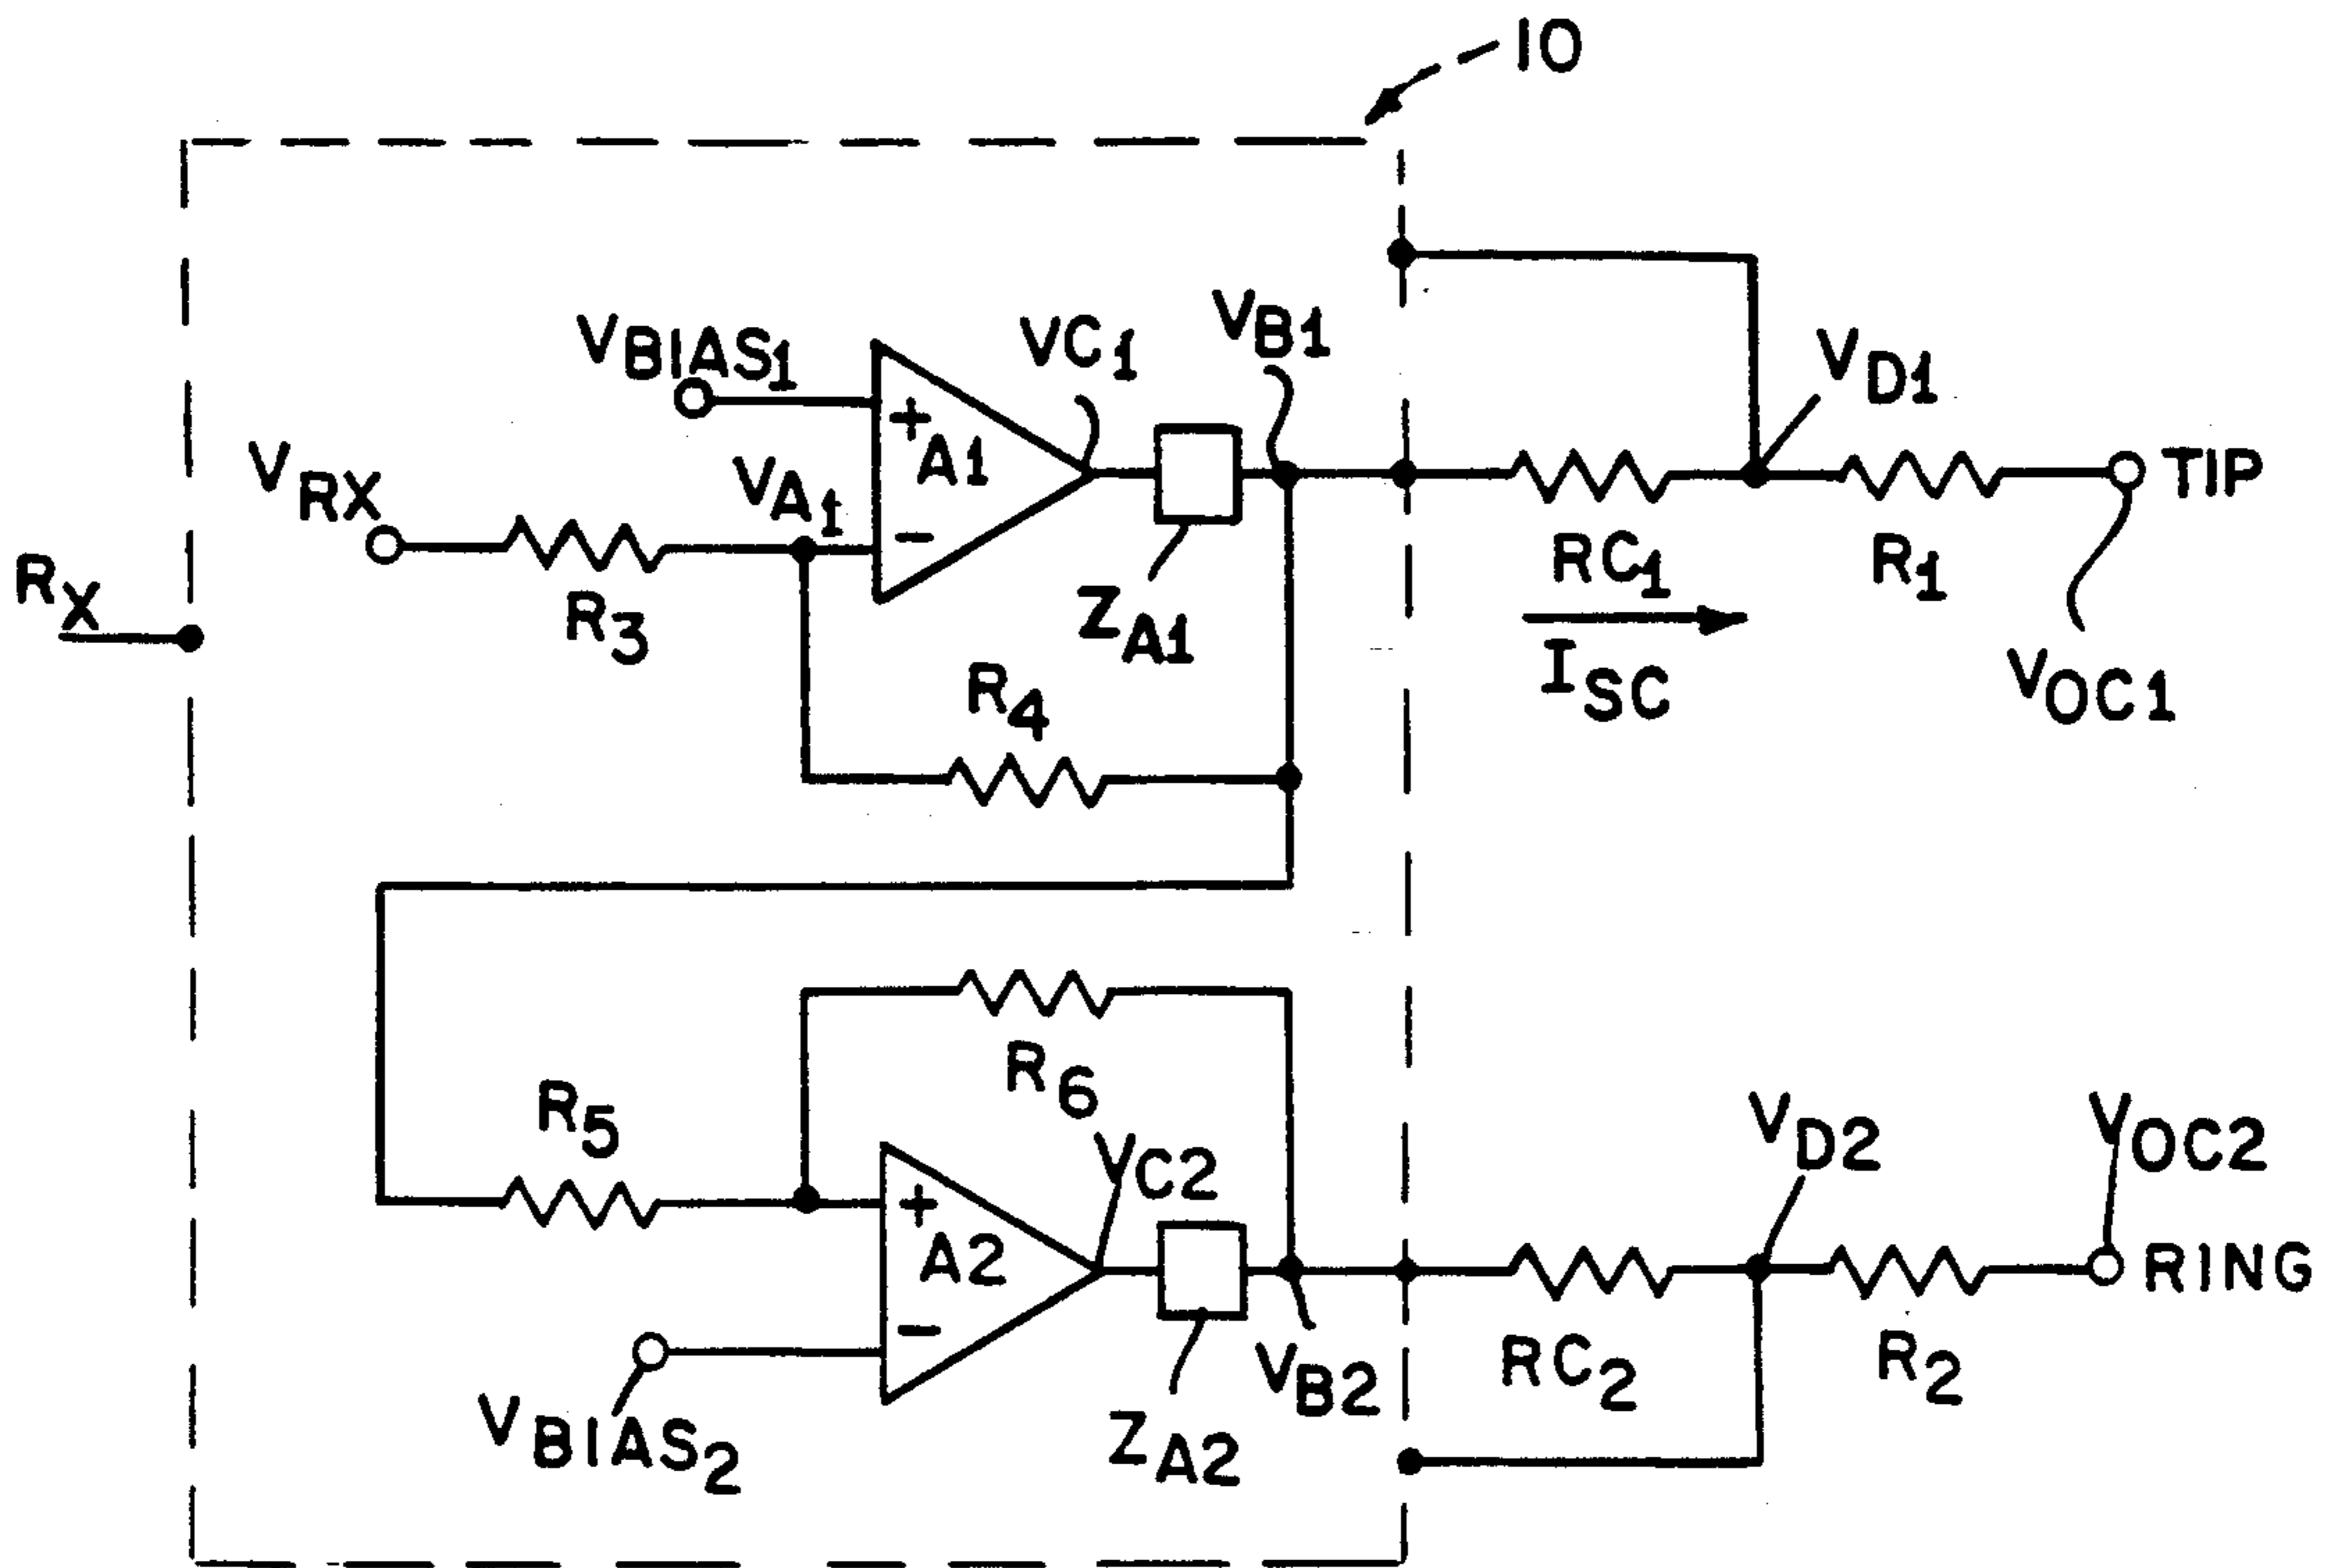 10
VBIAS1
VC1
VB1
VD1
+
A1
-
VRX
VA1
TIP
RX
R3
ZA1
RC1
R1
ISC
VOC1
R4
R6
R5
VC2
VD2
VOC2
+
A2
-
RING
VBIAS2
ZA2
VB2
RC2
R2